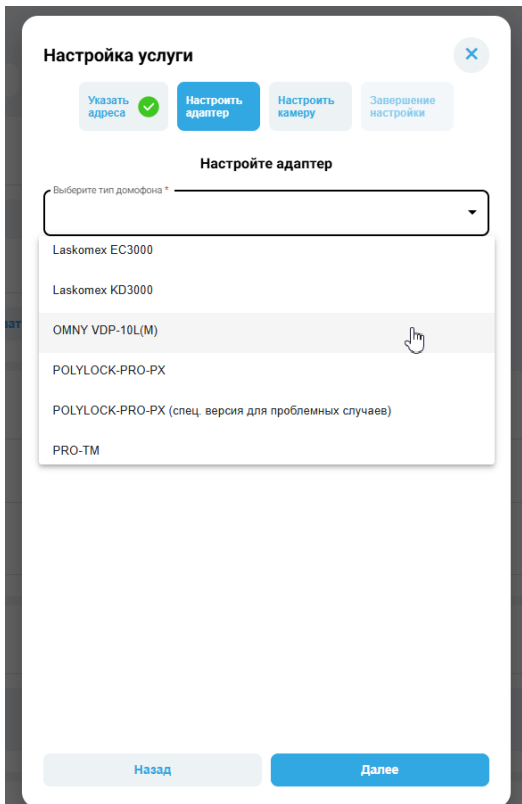 Настройка услуги
Указать
адреса
Настроить
адаптер
Настроить
камеру
Завершение
настройки
Настройте адаптер
Выберите тип домофона *
Laskomex EC3000
Laskomex KD3000
OMNY VDP-10L(M)
POLYLOCK-PRO-PX
POLYLOCK-PRO-PX (спец. версия для проблемных случаев)
PRO-TM
Назад
Далее